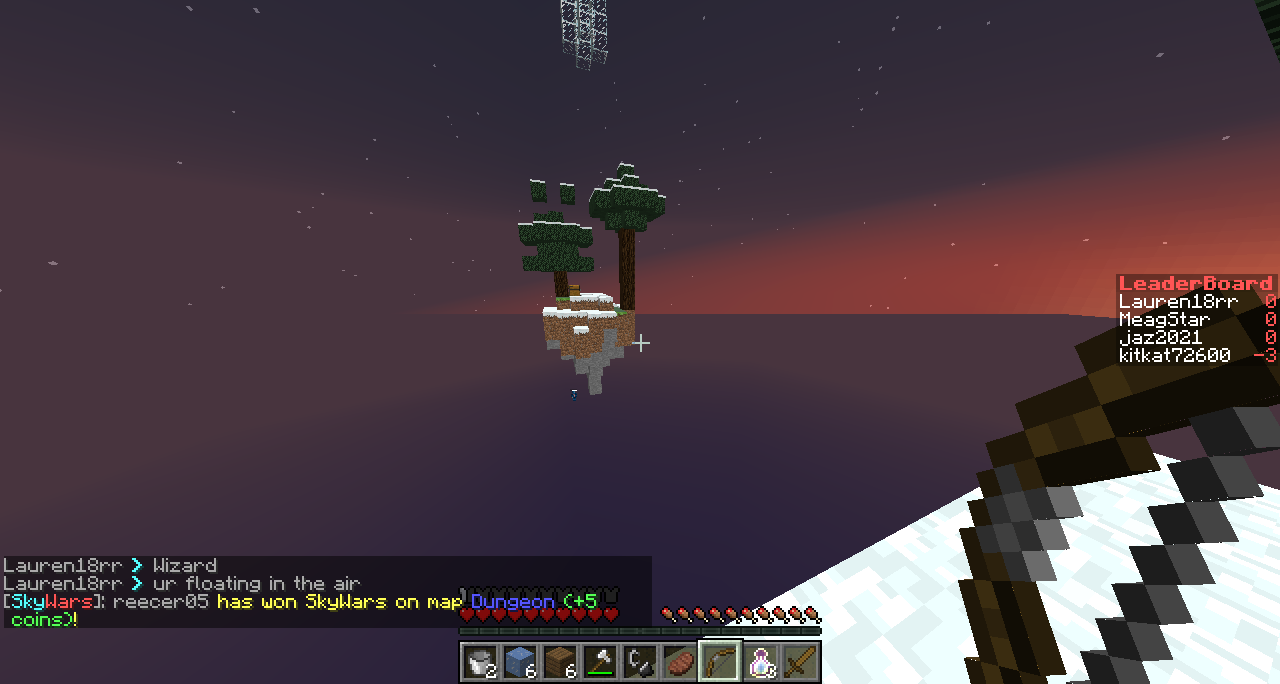 LeaderBoard
Lauren18rr 0
MeagStar 0
jaz2021 0
kitkat72600 -3
Lauren18rr > Wizard
Lauren18rr > ur floating in the air
[SkyWars]: reecer05 has won SkyWars on map Dungeon (+5
coins)!
2 6 6 3